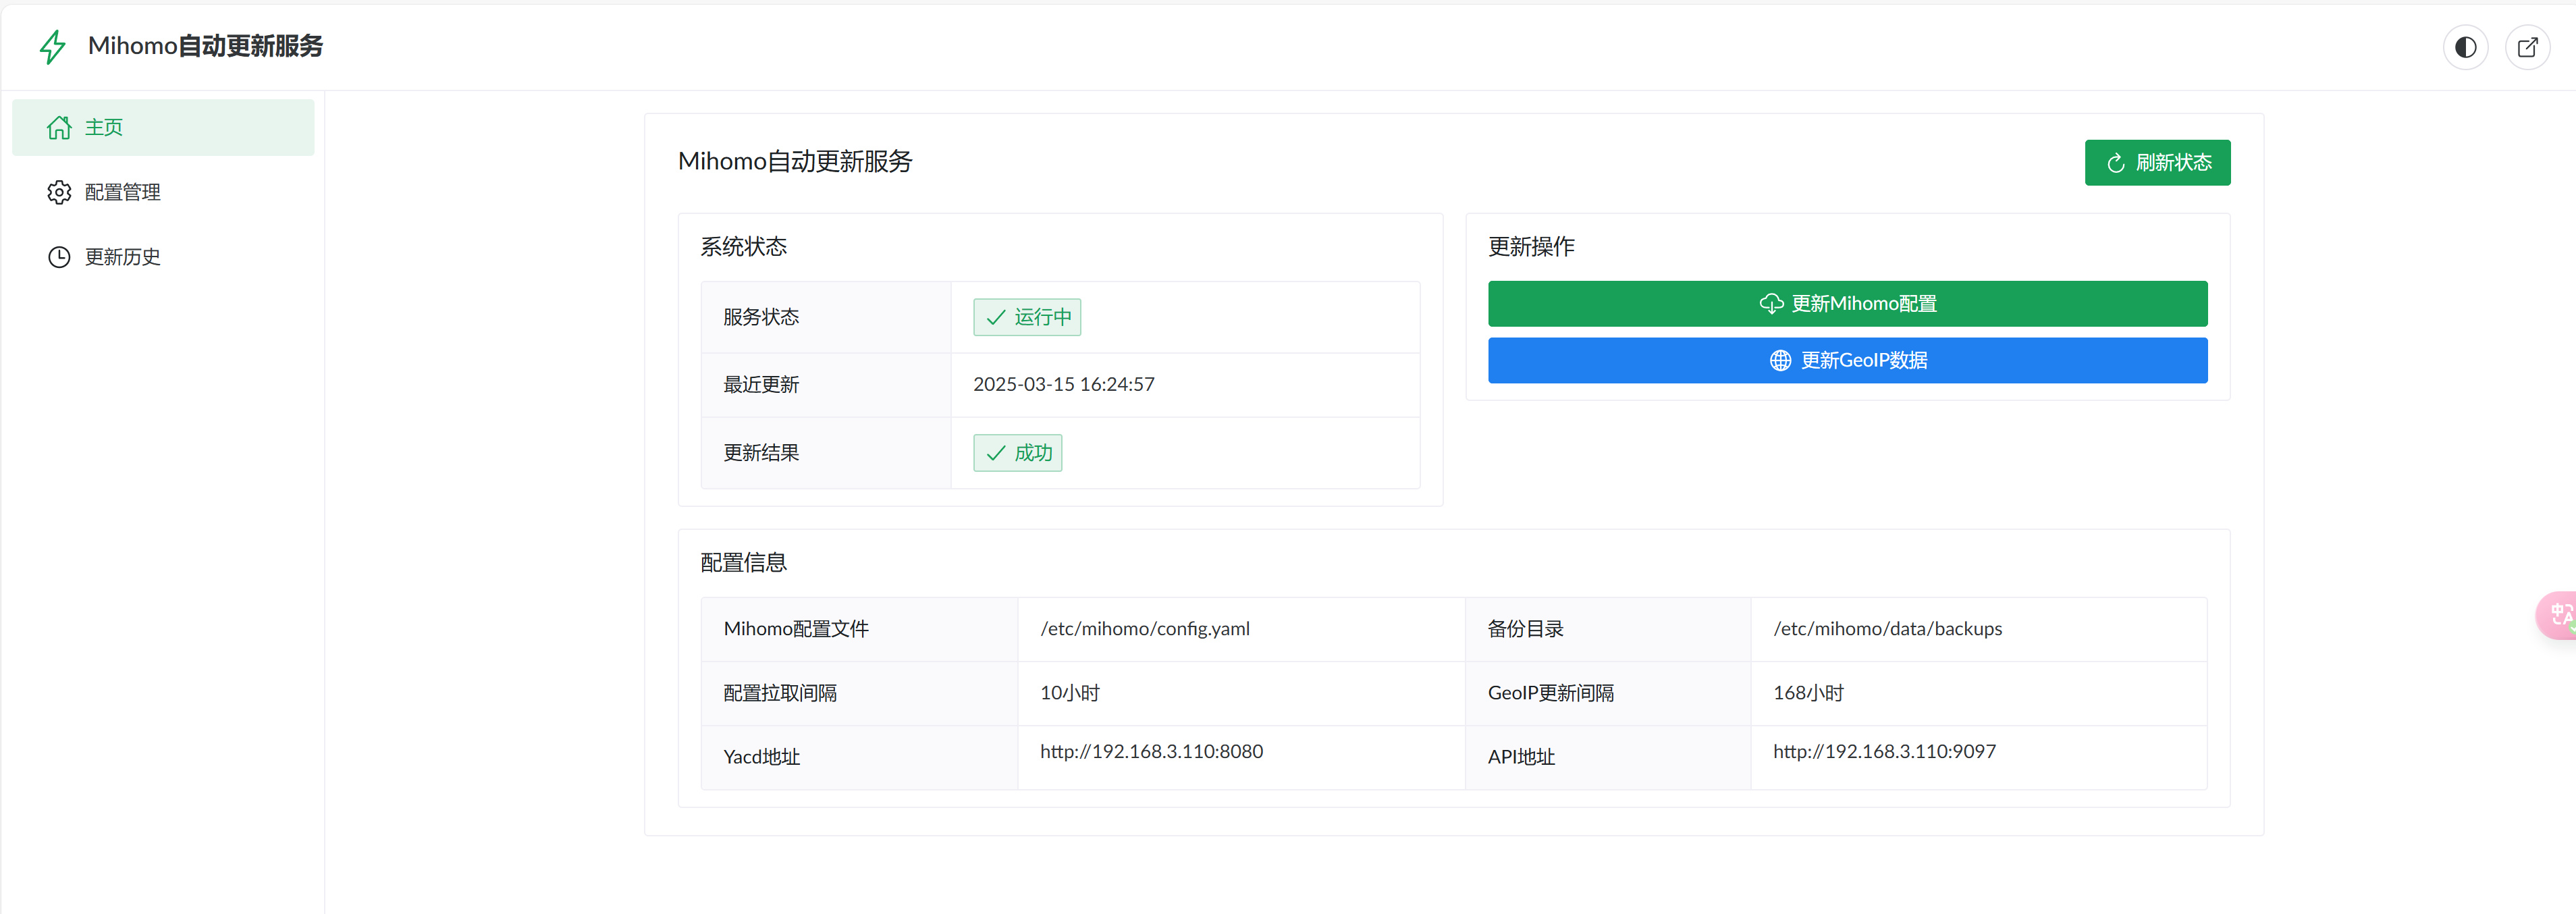 Mihomo自动更新服务
主页
配置管理
更新历史
Mihomo自动更新服务
刷新状态
系统状态
服务状态 运行中
最近更新 2025-03-15 16:24:57
更新结果 成功
更新操作
更新Mihomo配置
更新GeoIP数据
配置信息
Mihomo配置文件 /etc/mihomo/config.yaml 备份目录 /etc/mihomo/data/backups
配置拉取间隔 10小时 GeoIP更新间隔 168小时
Yacd地址 http://192.168.3.110:8080 API地址 http://192.168.3.110:9097
中 A